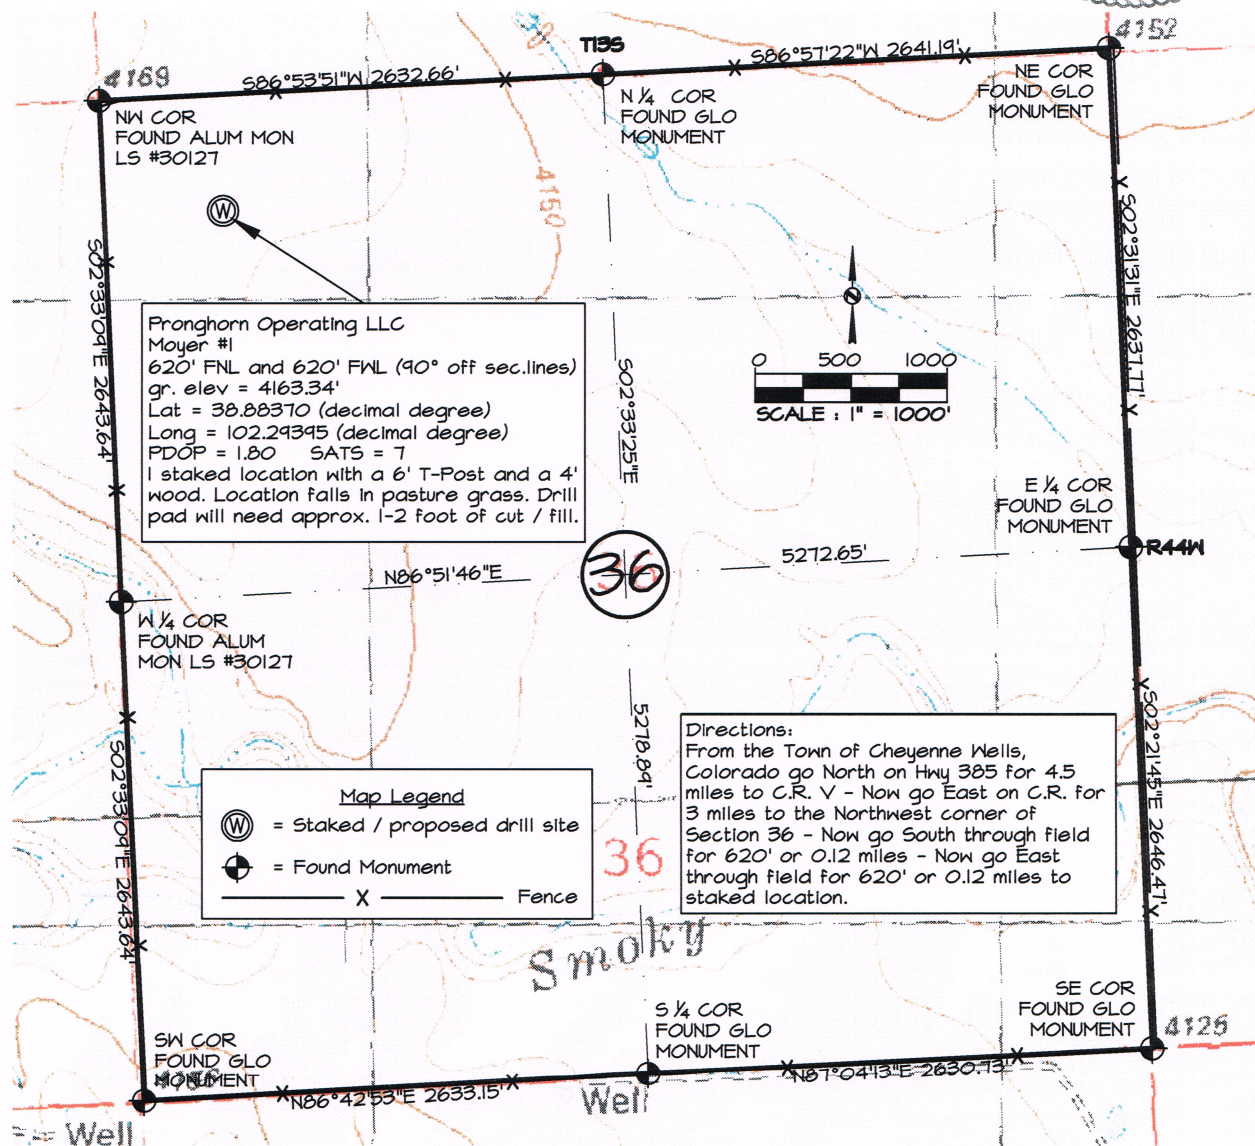 4152
T13S
S86°53'51"W 2632.66'
S86°57'22"W 2641.19'
4169
NW COR
FOUND ALUM MON
LS #30127
N 1/4 COR
FOUND GLO
MONUMENT
NE COR
FOUND GLO
MONUMENT
4150
S02°33'09"E 2643.64'
S02°31'31"E 2637.71'
W
Pronghorn Operating LLC
Moyer #1
620' FNL and 620' FWL (90° off sec.lines)
gr. elev = 4163.34'
Lat = 38.88370 (decimal degree)
Long = 102.29395 (decimal degree)
PDOP = 1.80 SATS = 7
I staked location with a 6' T-Post and a 4'
wood. Location falls in pasture grass. Drill
pad will need approx. 1-2 foot of cut / fill.
0 500 1000
SCALE : 1" = 1000'
S02°33'25"E
E 1/4 COR
FOUND GLO
MONUMENT
R44W
N86°51'46"E
36
5272.65'
W 1/4 COR
FOUND ALUM
MON LS #30127
5278.89'
S02°33'09"E 2643.64'
S02°21'45"E 2646.47'
Map Legend
W = Staked / proposed drill site
= Found Monument
X Fence
36
Directions:
From the Town of Cheyenne Wells,
Colorado go North on Hwy 385 for 4.5
miles to C.R. V - Now go East on C.R. for
3 miles to the Northwest corner of
Section 36 - Now go South through field
for 620' or 0.12 miles - Now go East
through field for 620' or 0.12 miles to
staked location.
Smoky
SW COR
FOUND GLO
MONUMENT
S 1/4 COR
FOUND GLO
MONUMENT
SE COR
FOUND GLO
MONUMENT
4125
N86°42'53"E 2633.15'
N87°04'13"E 2630.73'
Well
Well